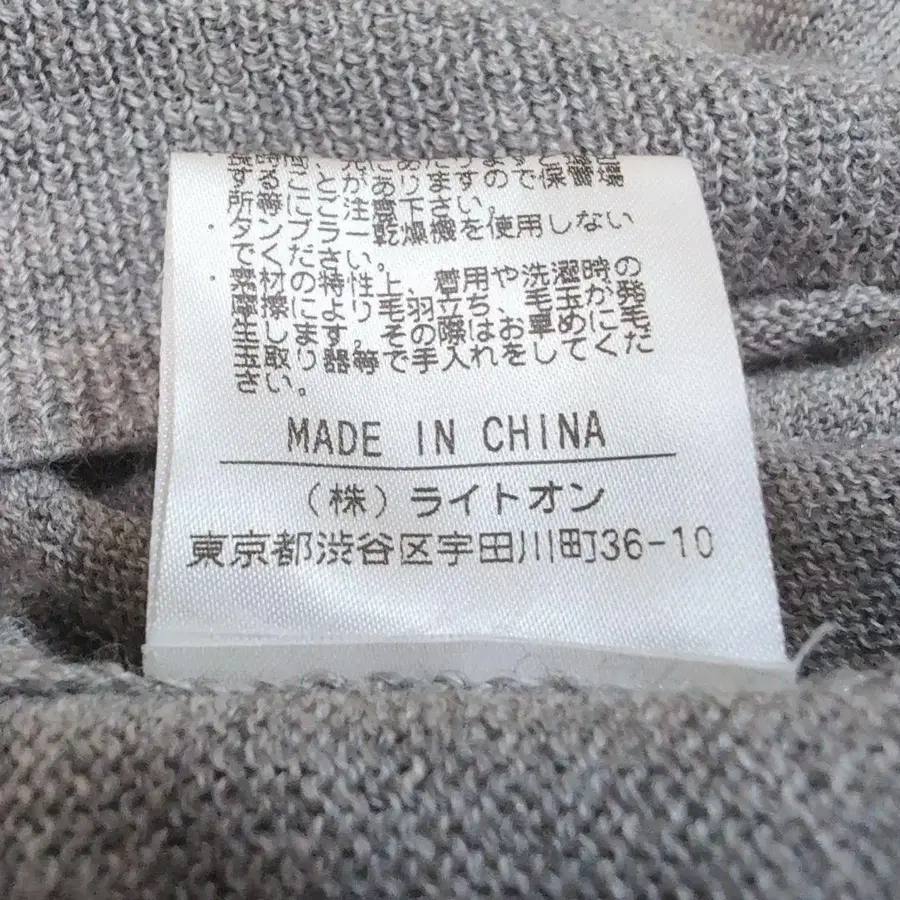 することがありますので保管場
所等にご注意下さい。
・タンブラー乾燥機を使用しない
でください。
・素材の特性上、着用や洗濯時の
摩擦により毛羽立ち、毛玉が発
生します。その際はお早めに毛
玉取り器等で手入れをしてくだ
さい。
MADE IN CHINA
(株)ライトオン
東京都渋谷区宇田川町36-10